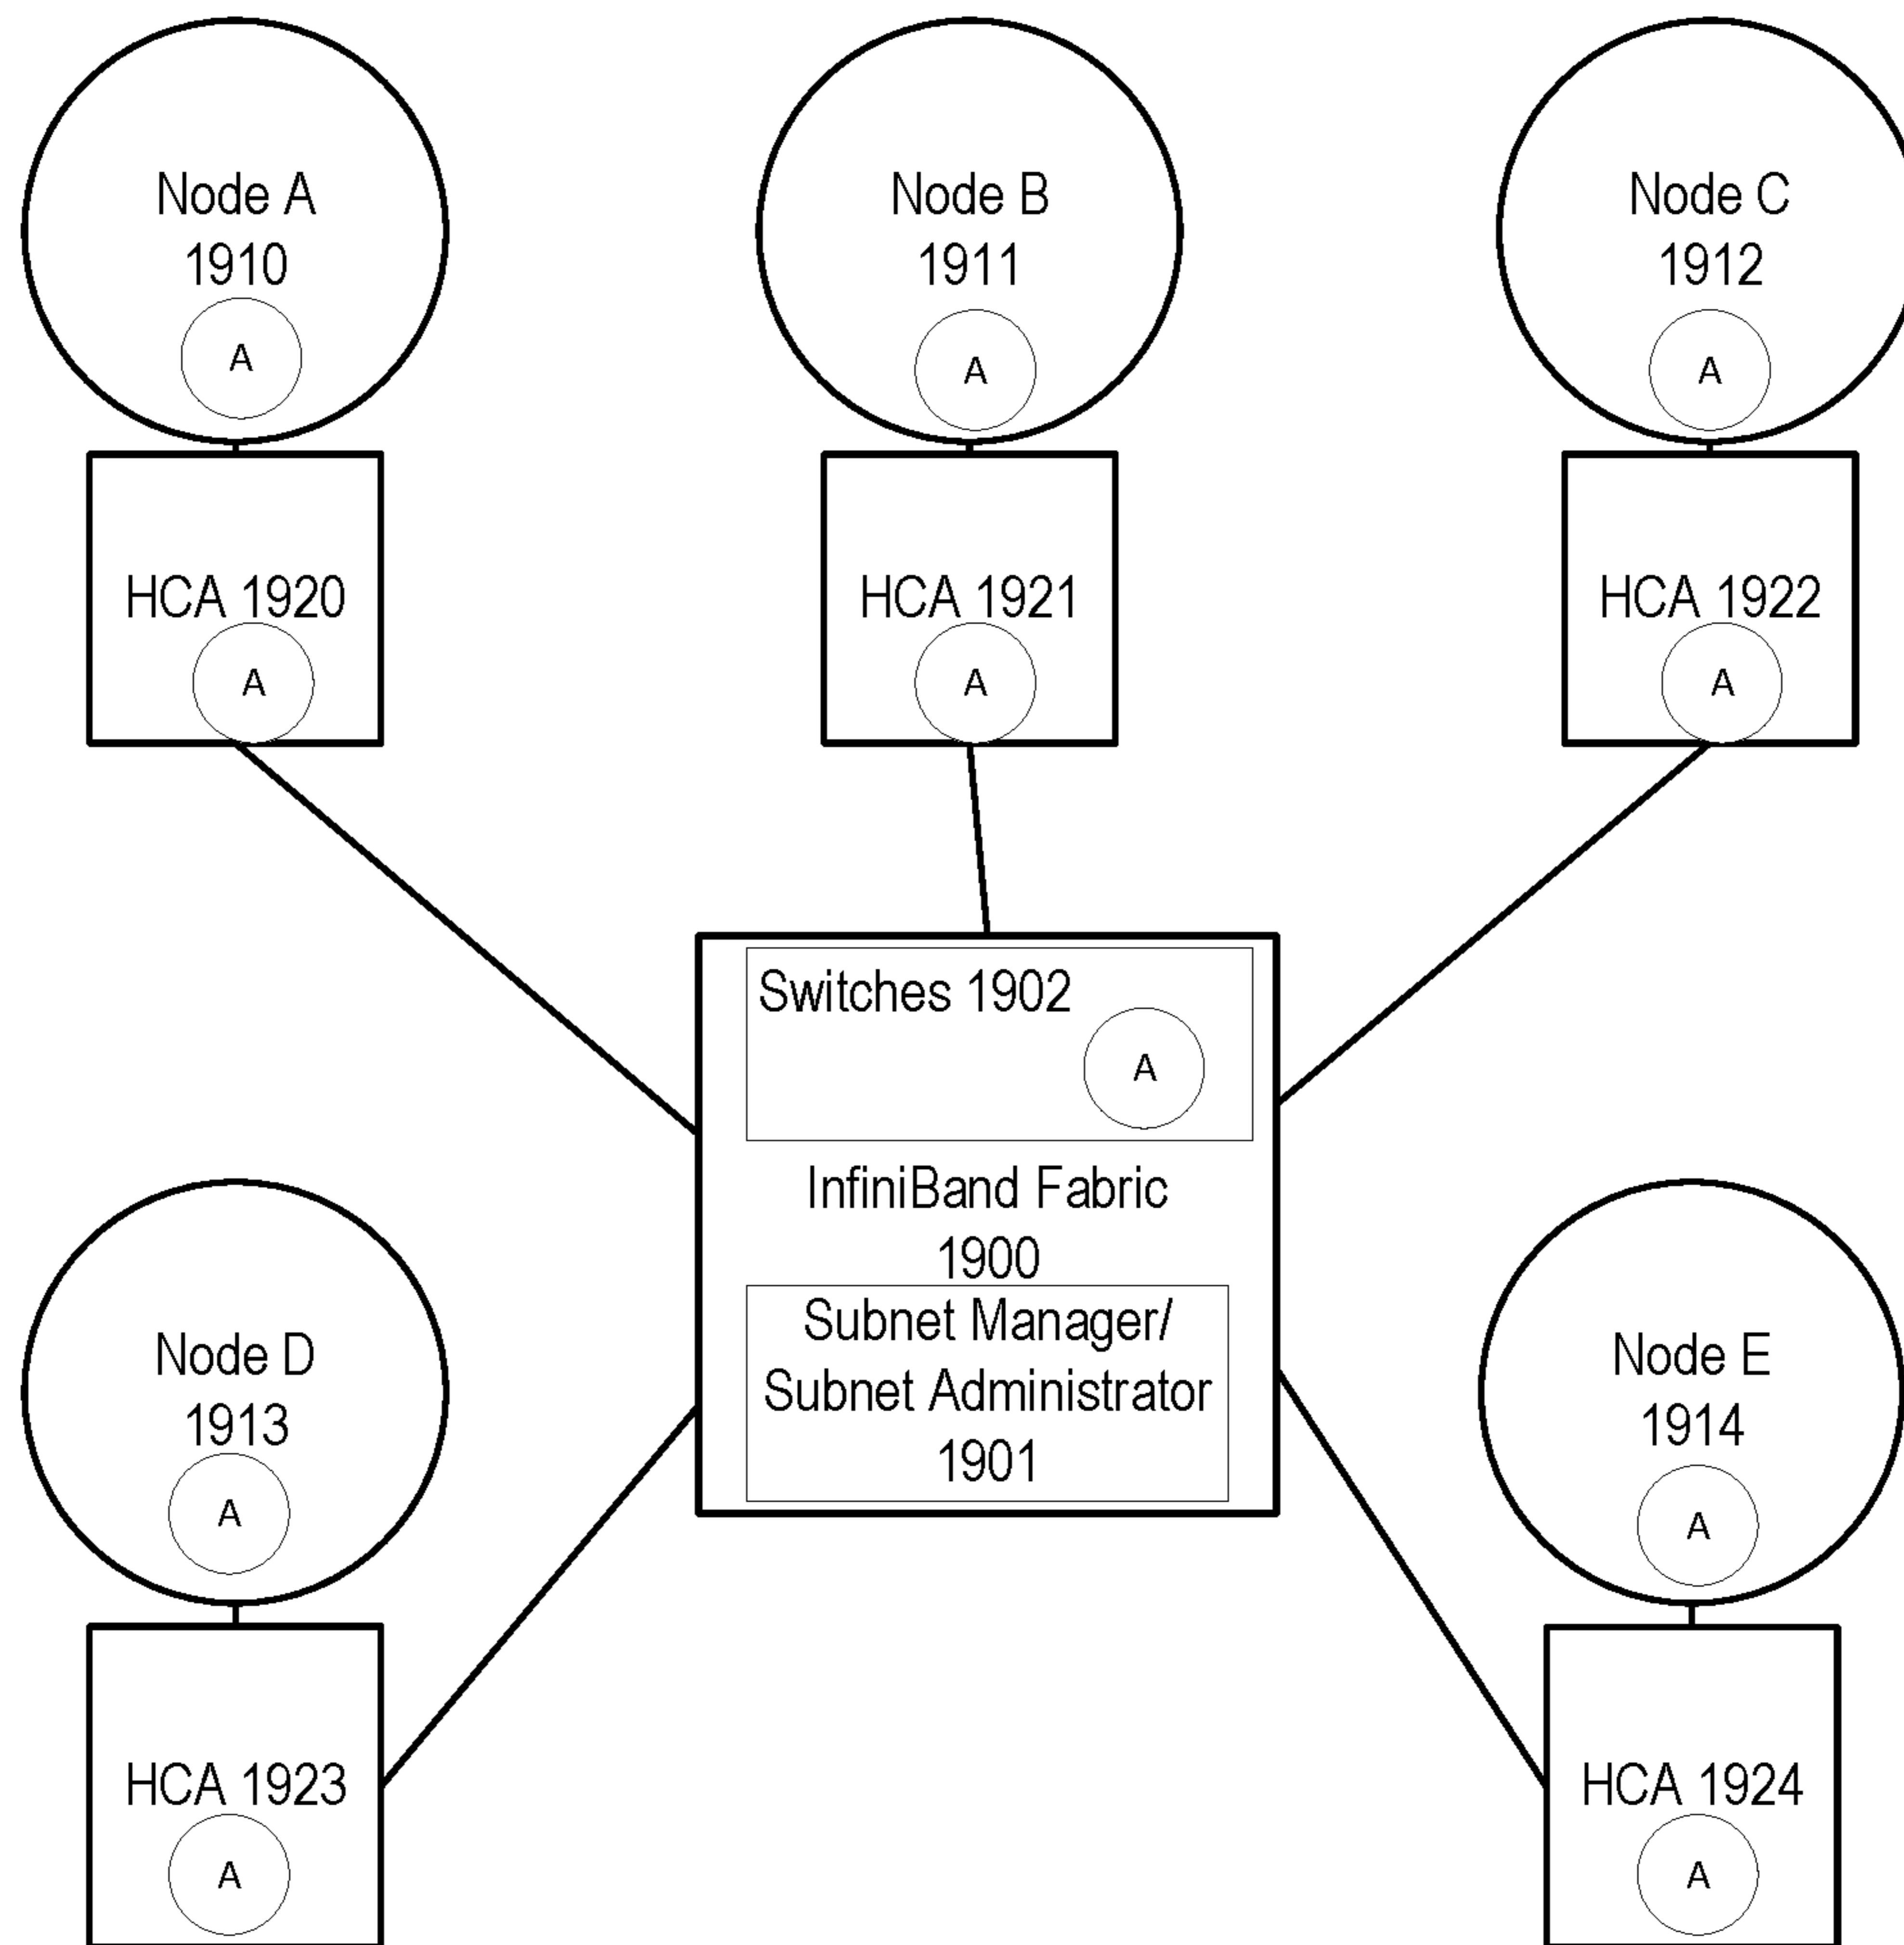 Node A
1910
A
Node B
1911
A
Node C
1912
A
HCA 1920
A
HCA 1921
A
HCA 1922
A
Switches 1902
A
InfiniBand Fabric
1900
Subnet Manager/
Subnet Administrator
1901
Node D
1913
A
Node E
1914
A
HCA 1923
A
HCA 1924
A